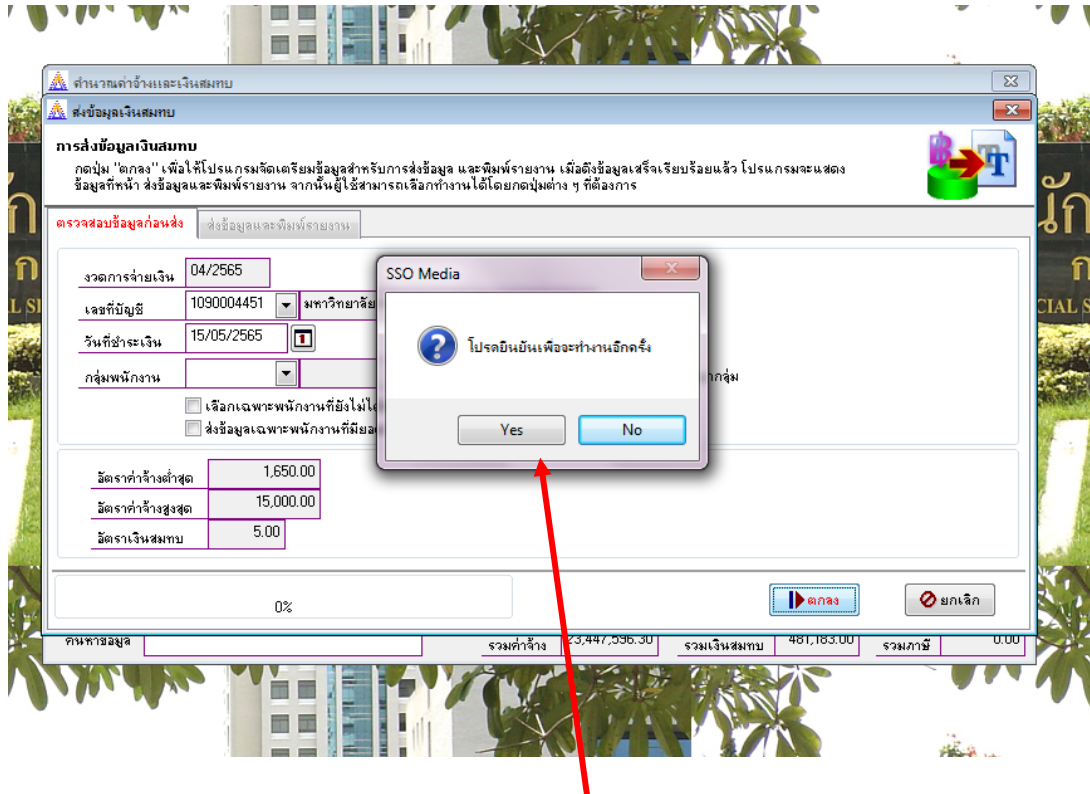 คำนวณค่าจ้างและเงินสมทบ
ส่งข้อมูลเงินสมทบ
การส่งข้อมูลเงินสมทบ
กดปุ่ม "ตกลง" เพื่อให้โปรแกรมจัดเตรียมข้อมูลสำหรับการส่งข้อมูล และพิมพ์รายงาน เมื่อดึงข้อมูลเสร็จเรียบร้อยแล้ว โปรแกรมจะแสดง
ข้อมูลที่หน้า ส่งข้อมูลและพิมพ์รายงาน จากนั้นผู้ใช้สามารถเลือกทำงานได้โดยกดปุ่มต่าง ๆ ที่ต้องการ
ตรวจสอบข้อมูลก่อนส่ง ส่งข้อมูลและพิมพ์รายงาน
งวดการจ่ายเงิน 04/2565
เลขที่บัญชี 1090004451 มหาวิทยาลัย
วันที่ชำระเงิน 15/05/2565 1
กลุ่มพนักงาน กกลุ่ม
เลือกเฉพาะพนักงานที่ยังไม่ได้
ส่งข้อมูลเฉพาะพนักงานที่มียอด
SSO Media
โปรดยืนยันเพื่อจะทำงานอีกครั้ง
Yes No
อัตราค่าจ้างต่ำสุด 1,650.00
อัตราค่าจ้างสูงสุด 15,000.00
อัตราเงินสมทบ 5.00
0% ตกลง ยกเลิก
ค้นหาข้อมูล รวมค่าจ้าง 23,447,596.30 รวมเงินสมทบ 481,183.00 รวมภาษี 0.00